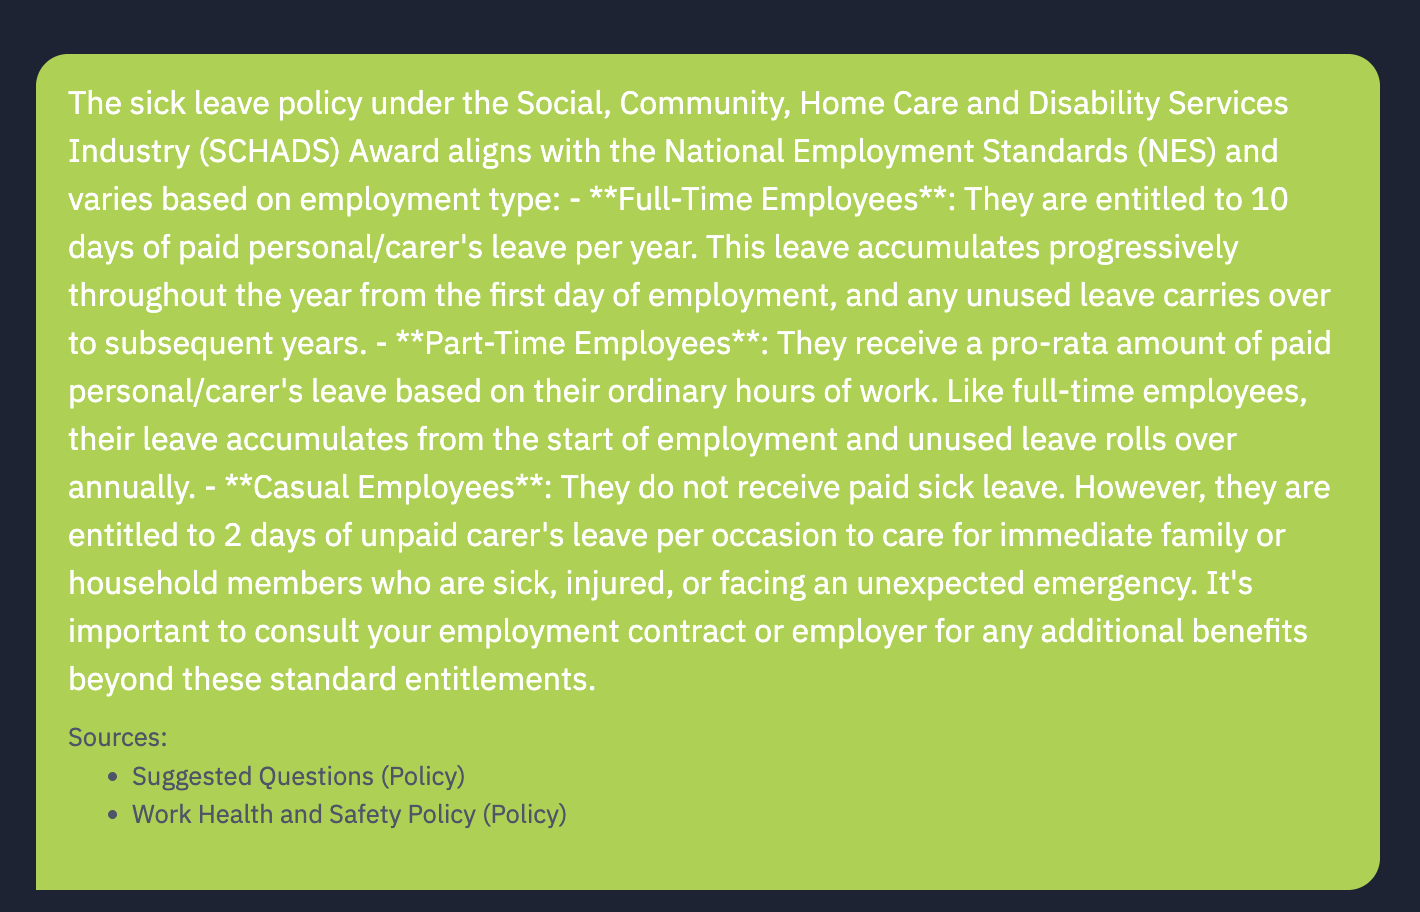 The sick leave policy under the Social, Community, Home Care and Disability Services
Industry (SCHADS) Award aligns with the National Employment Standards (NES) and
varies based on employment type: - **Full-Time Employees**: They are entitled to 10
days of paid personal/carer's leave per year. This leave accumulates progressively
throughout the year from the first day of employment, and any unused leave carries over
to subsequent years. - **Part-Time Employees**: They receive a pro-rata amount of paid
personal/carer's leave based on their ordinary hours of work. Like full-time employees,
their leave accumulates from the start of employment and unused leave rolls over
annually. - **Casual Employees**: They do not receive paid sick leave. However, they are
entitled to 2 days of unpaid carer's leave per occasion to care for immediate family or
household members who are sick, injured, or facing an unexpected emergency. It's
important to consult your employment contract or employer for any additional benefits
beyond these standard entitlements.
Sources:
• Suggested Questions (Policy)
• Work Health and Safety Policy (Policy)